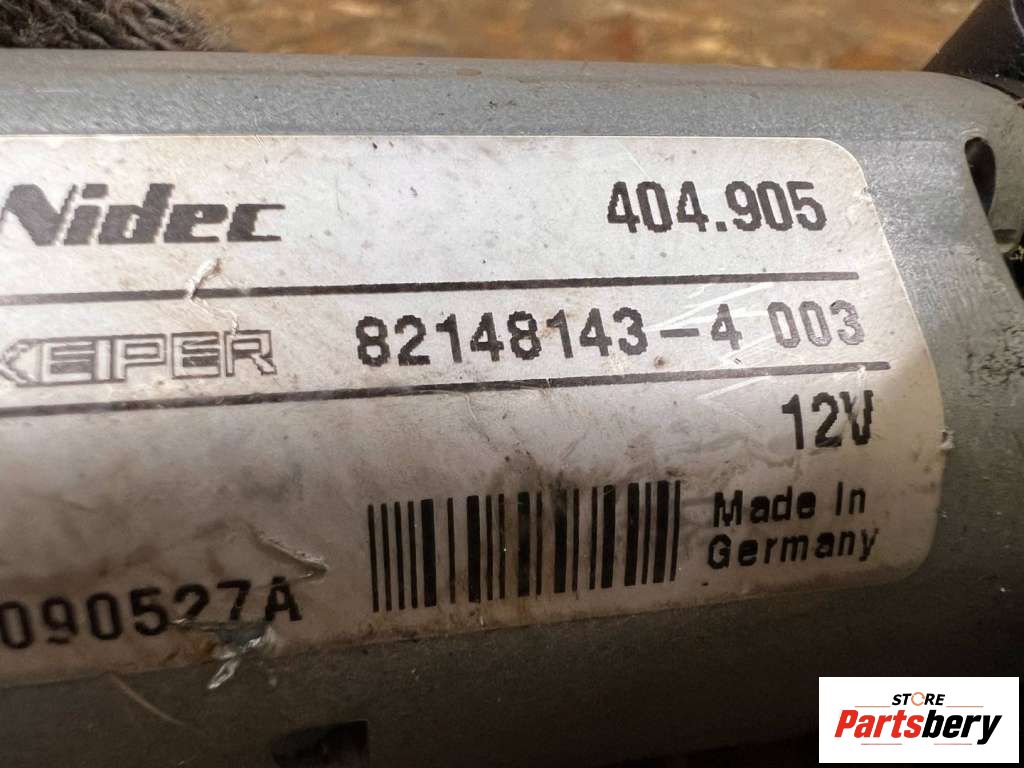 Nidec 404.905
KEIPER 82148143-4 003
12V
Made In
Germany
090527A
STORE
Partsbery